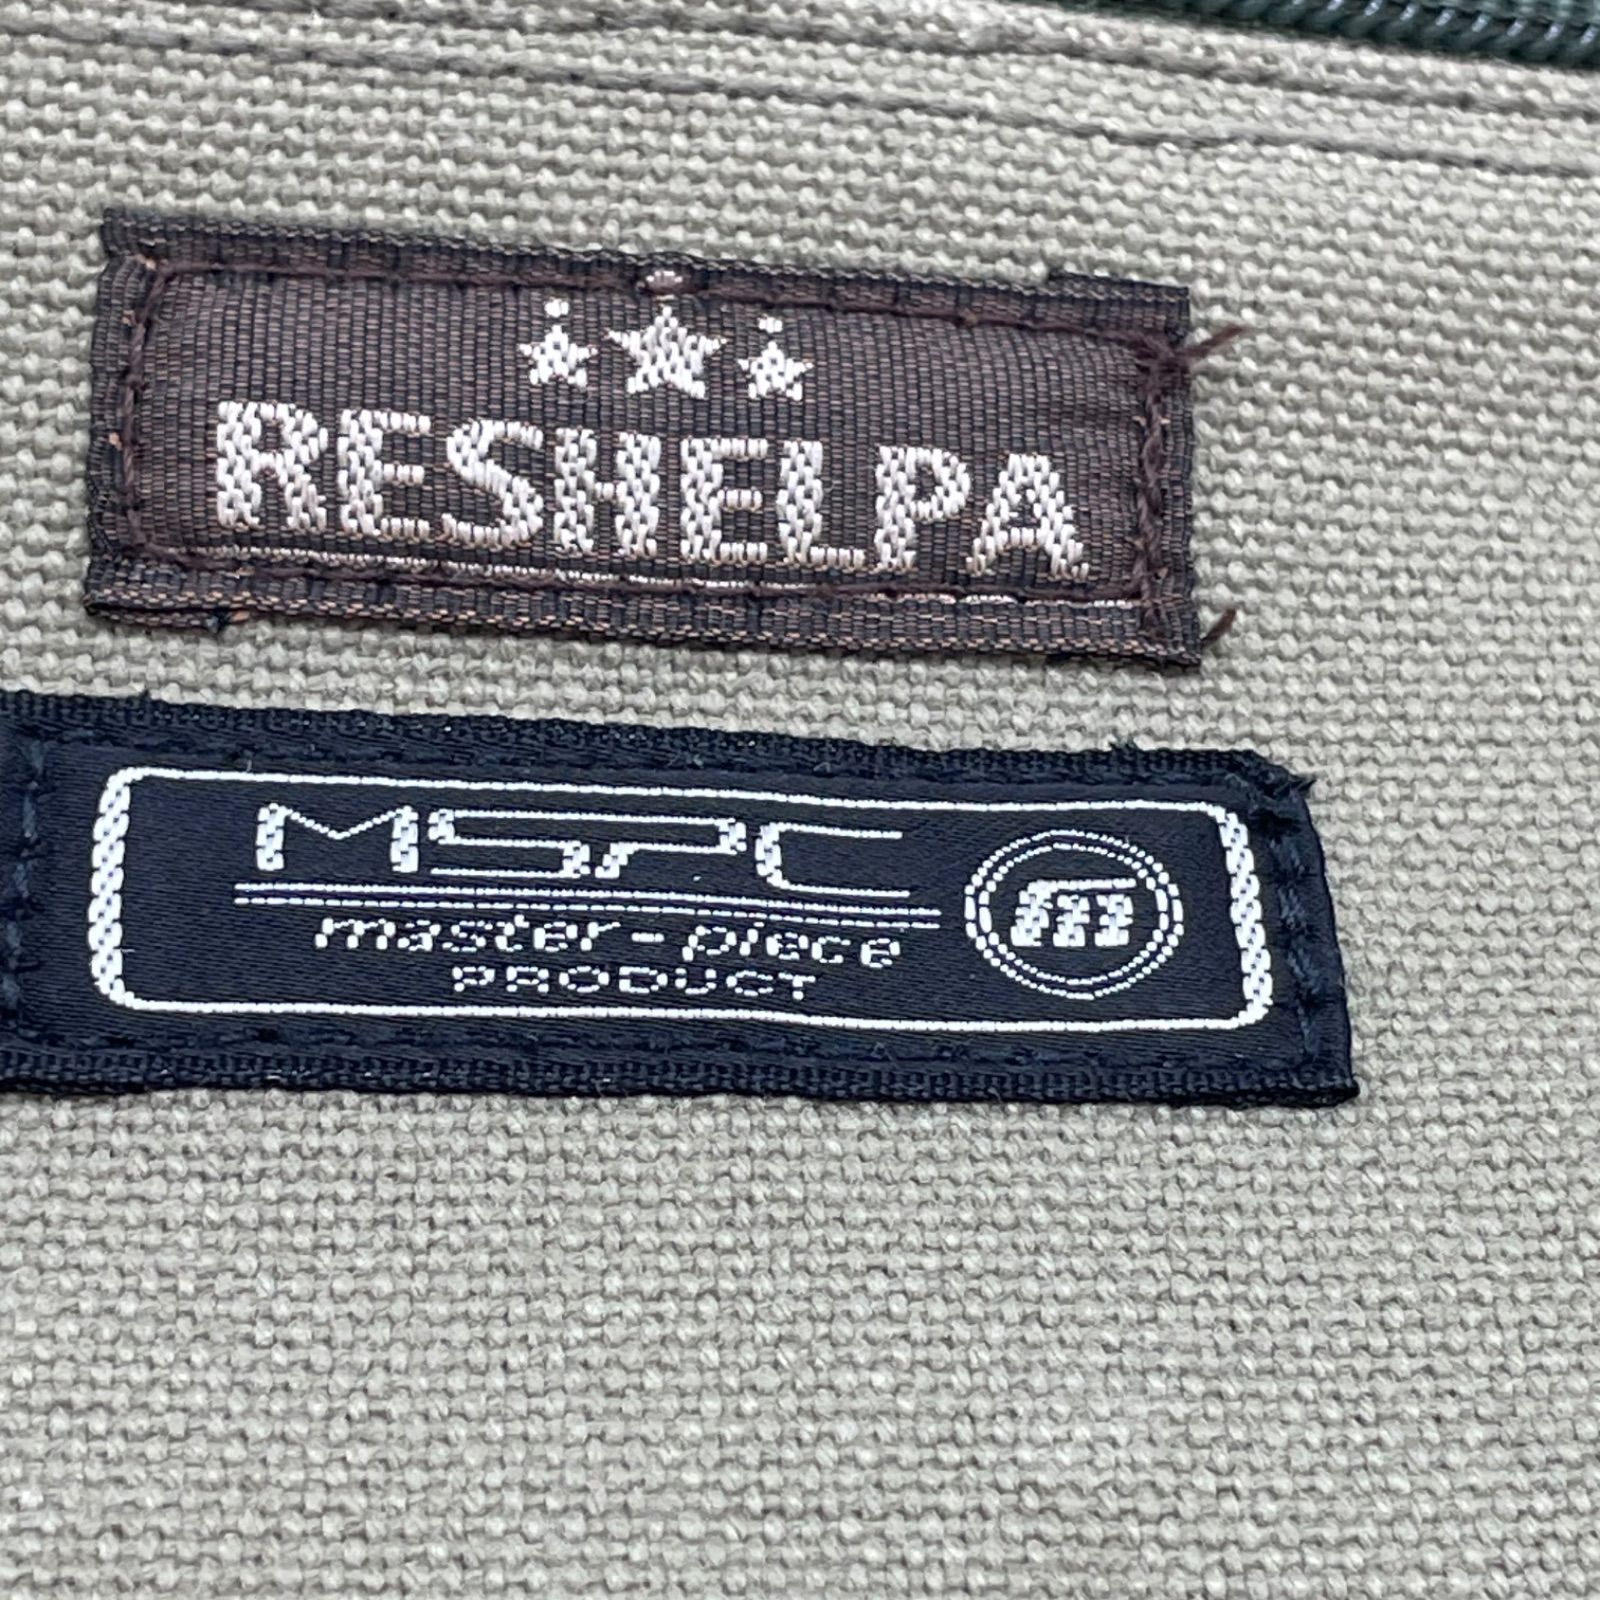 RESHELPA
MSPC
master-piece
PRODUCT
m